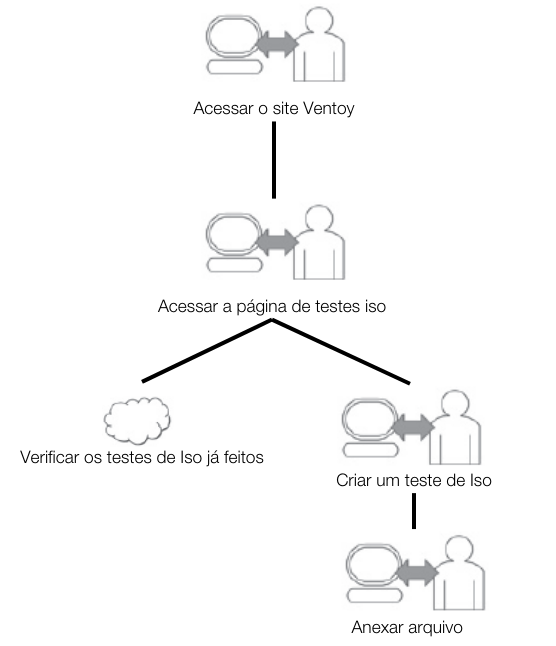 Acessar o site Ventoy
Acessar a página de testes iso
Verificar os testes de Iso já feitos
Criar um teste de Iso
Anexar arquivo